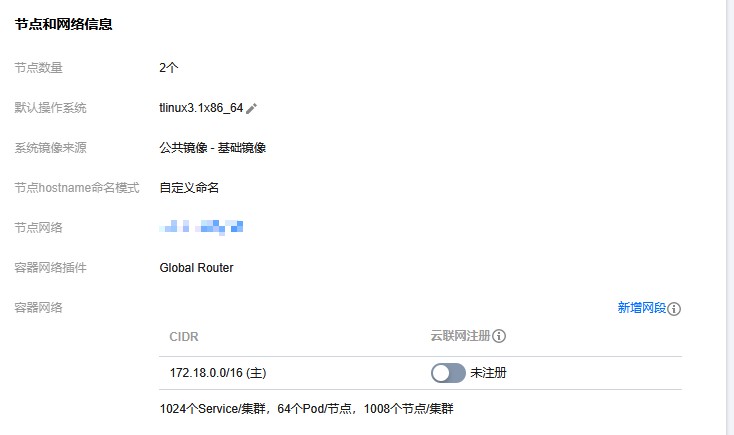 节点和网络信息
节点数量 2个
默认操作系统 tlinux3.1x86_64
系统镜像来源 公共镜像 - 基础镜像
节点hostname命名模式 自定义命名
节点网络
容器网络插件 Global Router
容器网络 新增网段
CIDR 云联网注册
172.18.0.0/16 (主) 未注册
1024个Service/集群，64个Pod/节点，1008个节点/集群